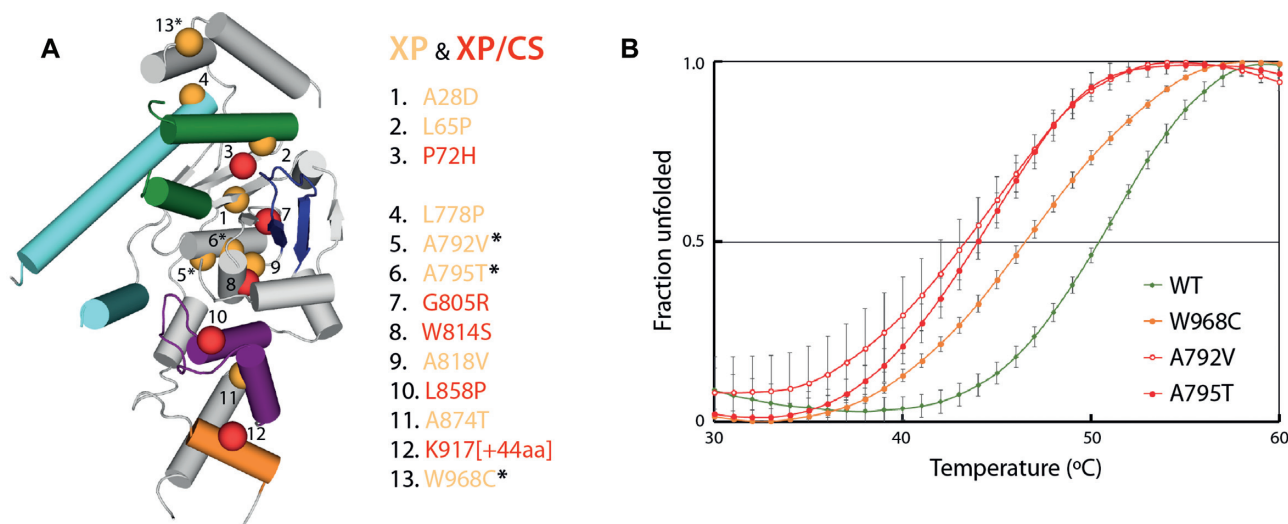 A
13*
4
3
2
1
7
6*
5*
9
8
10
11
12
XP & XP/CS
1. A28D
2. L65P
3. P72H
4. L778P
5. A792V*
6. A795T*
7. G805R
8. W814S
9. A818V
10. L858P
11. A874T
12. K917[+44aa]
13. W968C*
B
Fraction unfolded
1.0
0.5
0
30
40
50
60
Temperature (ºC)
WT
W968C
A792V
A795T